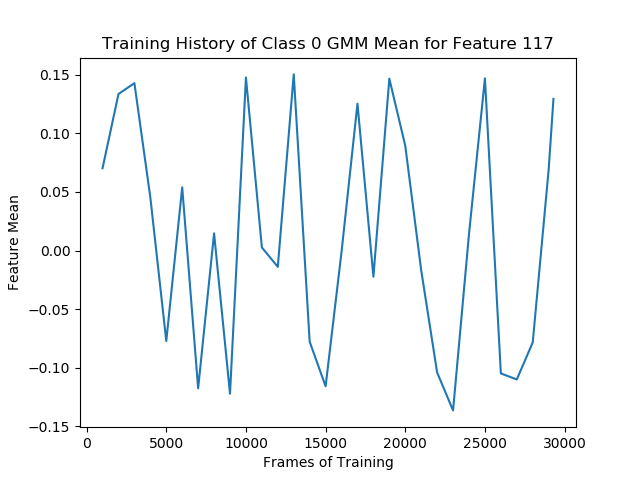 Training History of Class 0 GMM Mean for Feature 117
0.15
0.10
0.05
0.00
−0.05
−0.10
−0.15
Feature Mean
0 5000 10000 15000 20000 25000 30000
Frames of Training